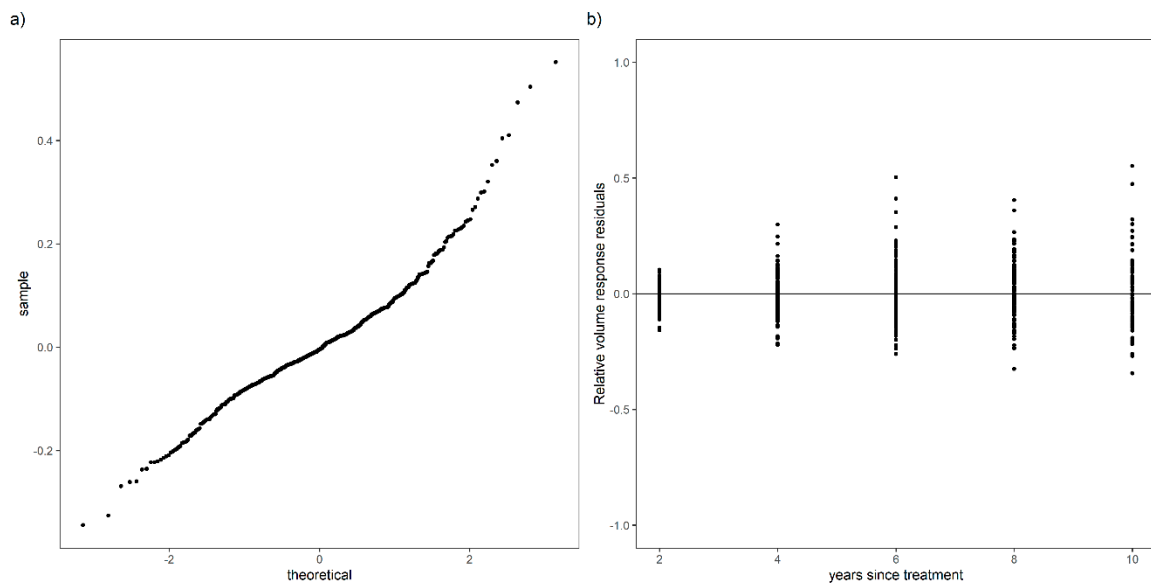 a)
0.4
0.2
0.0
-0.2
sample
-2
0
2
theoretical
b)
1.0
0.5
0.0
-0.5
-1.0
Relative volume response residuals
2
4
6
8
10
years since treatment